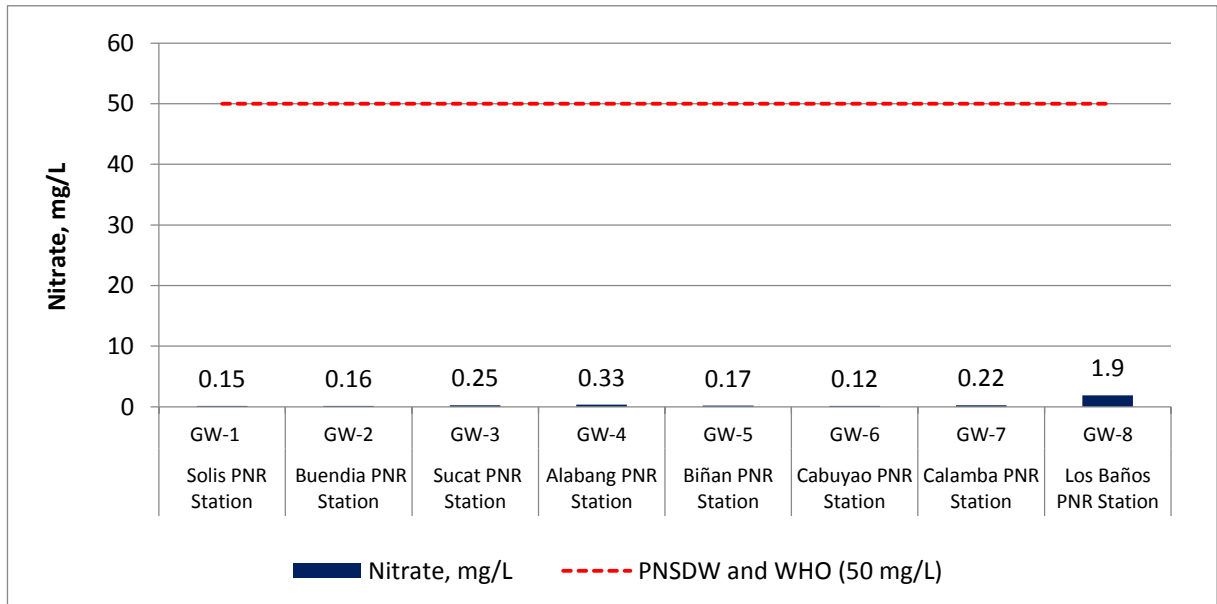 60
50
40
30
20
10
0
Nitrate, mg/L
0.15 0.16 0.25 0.33 0.17 0.12 0.22 1.9
GW-1 GW-2 GW-3 GW-4 GW-5 GW-6 GW-7 GW-8
Solis PNR Buendia PNR Sucat PNR Alabang PNR Biñan PNR Cabuyao PNR Calamba PNR Los Baños
Station Station Station Station Station Station Station PNR Station
Nitrate, mg/L PNSDW and WHO (50 mg/L)